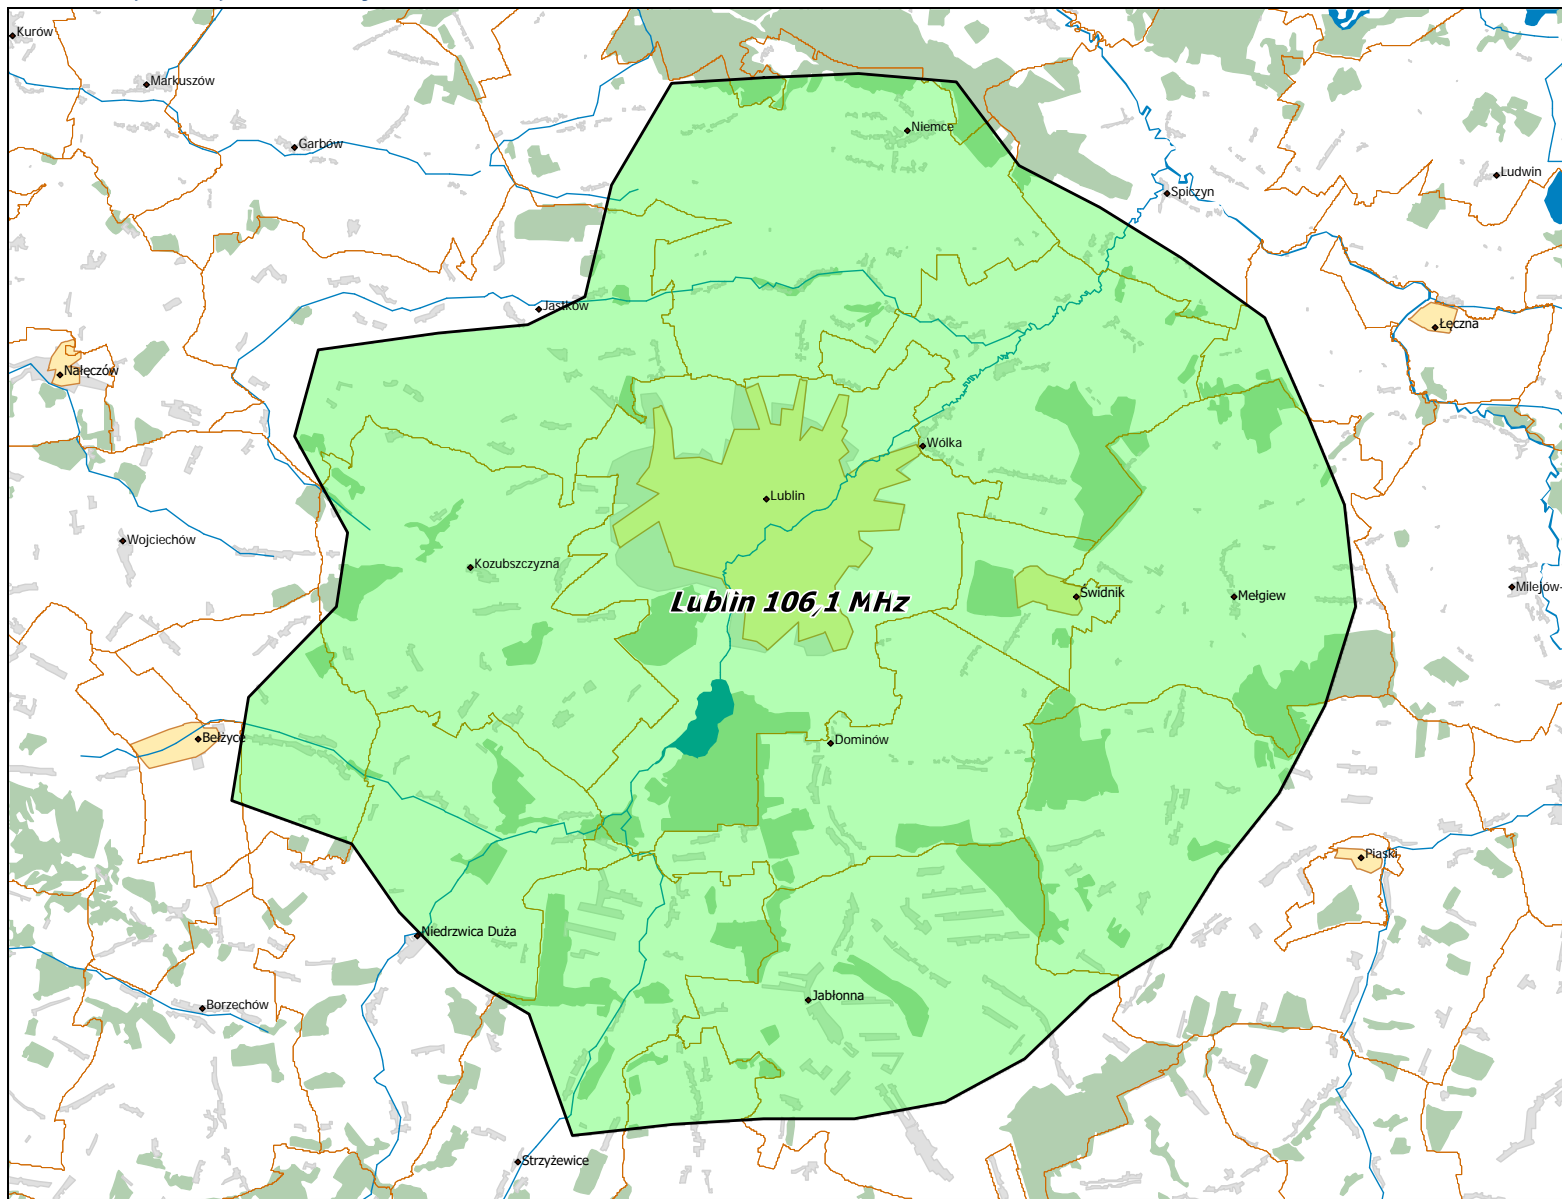 Kurów
Markuszów
Garbów
Niemce
Ludwin
Spiczyn
Jastków
Łęczna
Nałęczów
Wólka
Lublin
Wojciechów
Kozubszczyzna
Świdnik
Mełgiew
Milejów-
Lublin 106,1 MHz
Bełżyce
Dominów
Piaski
Niedrzwica Duża
Jabłonna
Borzechów
Strzyżewice